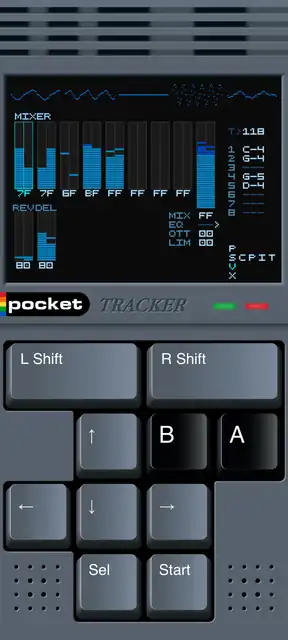 MIXER
T>118
1 C-4
2 G-4
3 ---
4 G-5
5 D-4
6 ---
7 ---
8 ---
7F 7F 6F BF FF FF FF FF
REVDEL
MIX FF
EQ --->
OTT 00
LIM 00
80 80
P
SCPIT
V
X
pocket TRACKER
L Shift R Shift
↑ B A
← ↓ →
Sel Start